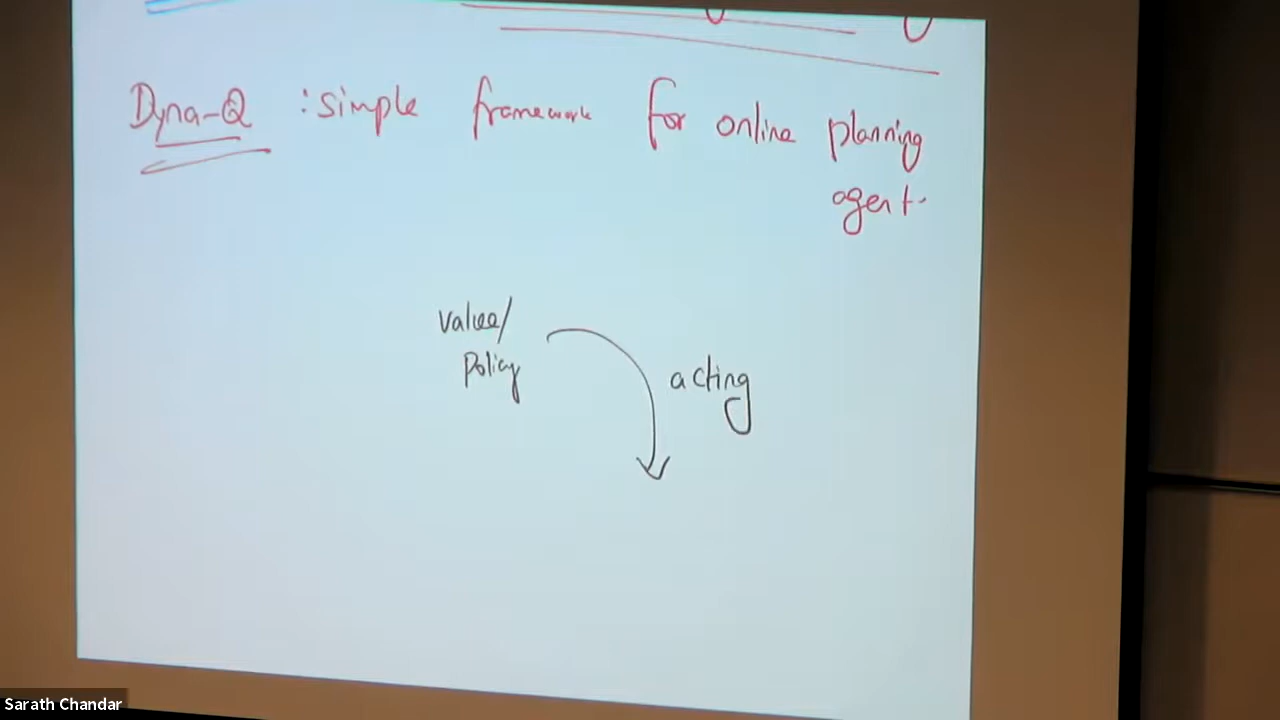 Dyna-Q : simple framework for online planning
agent.
value/
policy
acting
Sarath Chandar